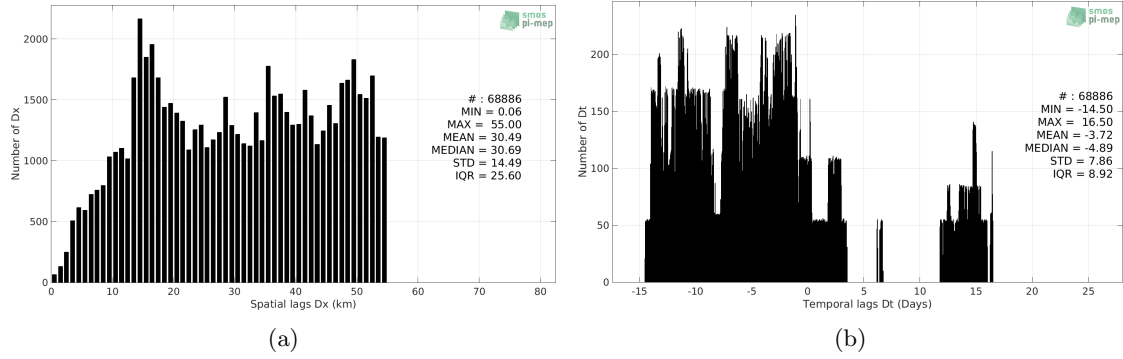 smos
pi-mep
2000
1500
1000
500
0
Number of Dx
# : 68886
MIN = 0.06
MAX = 55.00
MEAN = 30.49
MEDIAN = 30.69
STD = 14.49
IQR = 25.60
0 10 20 30 40 50 60 70 80
Spatial lags Dx (km)
(a)
smos
pi-mep
200
150
100
50
0
Number of Dt
# : 68886
MIN = -14.50
MAX = 16.50
MEAN = -3.72
MEDIAN = -4.89
STD = 7.86
IQR = 8.92
-15 -10 -5 0 5 10 15 20 25
Temporal lags Dt (Days)
(b)